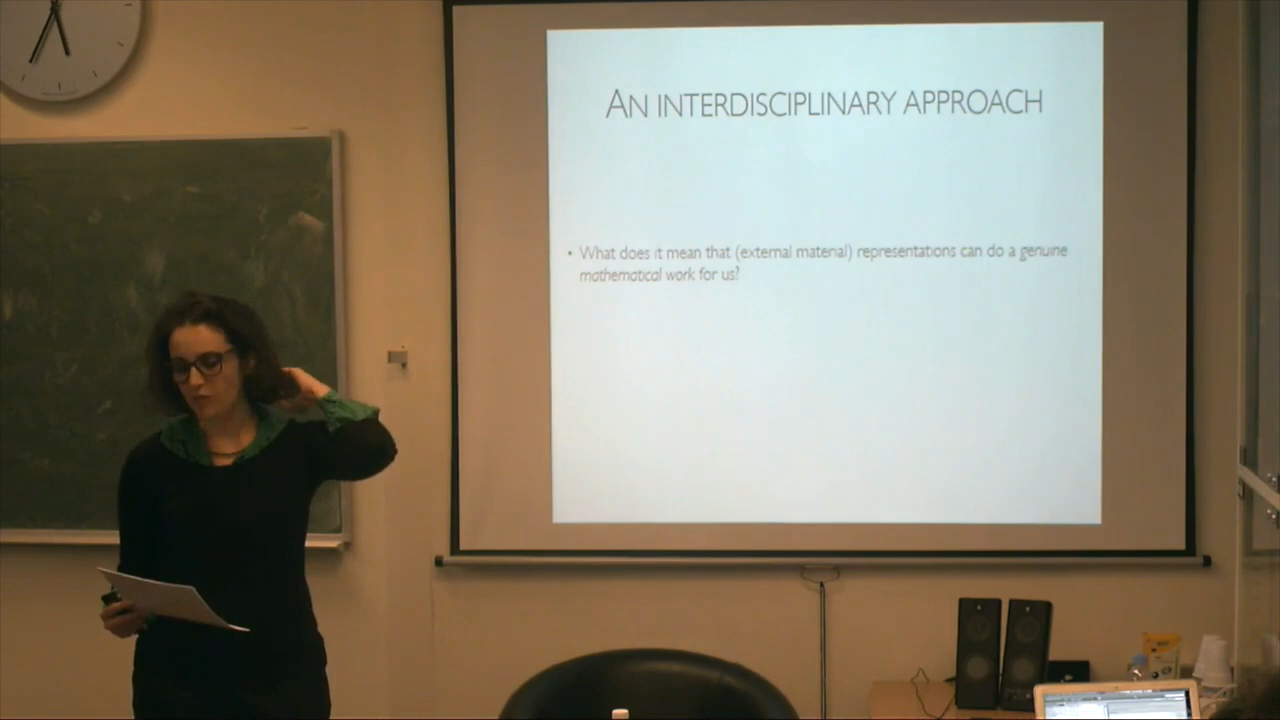 AN INTERDISCIPLINARY APPROACH
• What does it mean that (external material) representations can do a genuine
mathematical work for us?